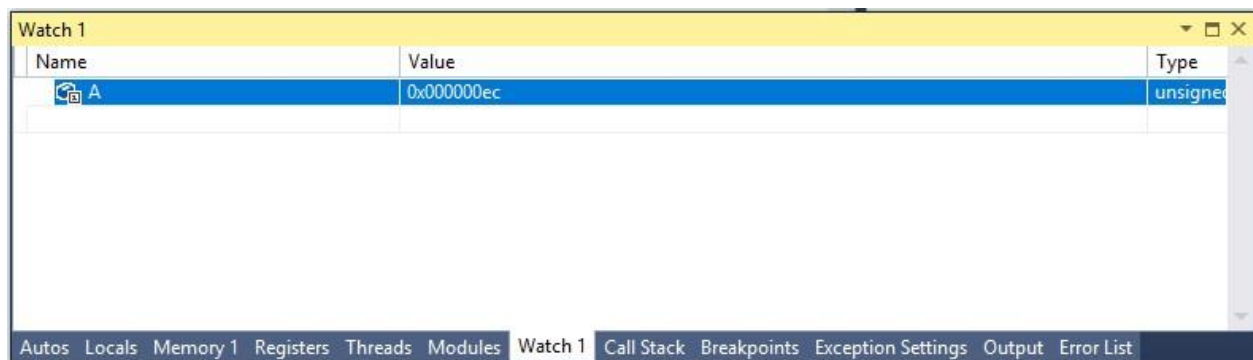 Watch 1
Name Value Type
A 0x000000ec unsigned
Autos Locals Memory 1 Registers Threads Modules Watch 1 Call Stack Breakpoints Exception Settings Output Error List